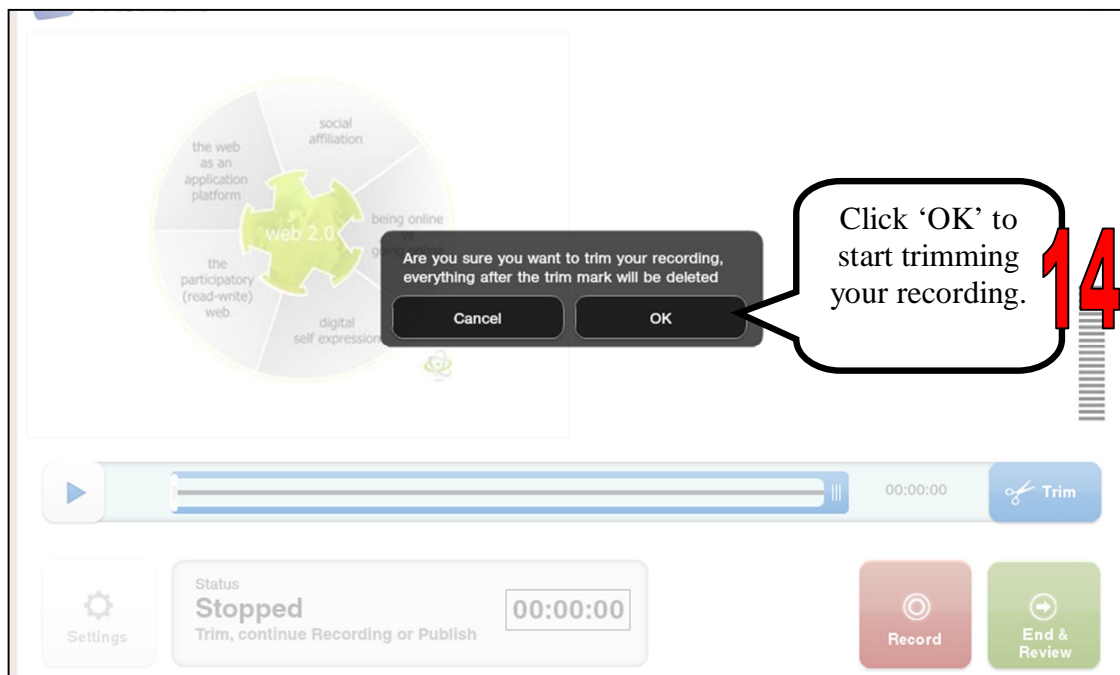 social
affiliation
the web
as an
application
platform
web 2.0
being online
vs
the
participatory
(read-write)
web
digital
self expression
Are you sure you want to trim your recording,
everything after the trim mark will be deleted
Cancel
OK
Click ‘OK’ to
start trimming
your recording.
14
00:00:00
Trim
Settings
Status
Stopped
Trim, continue Recording or Publish
00:00:00
Record
End &
Review